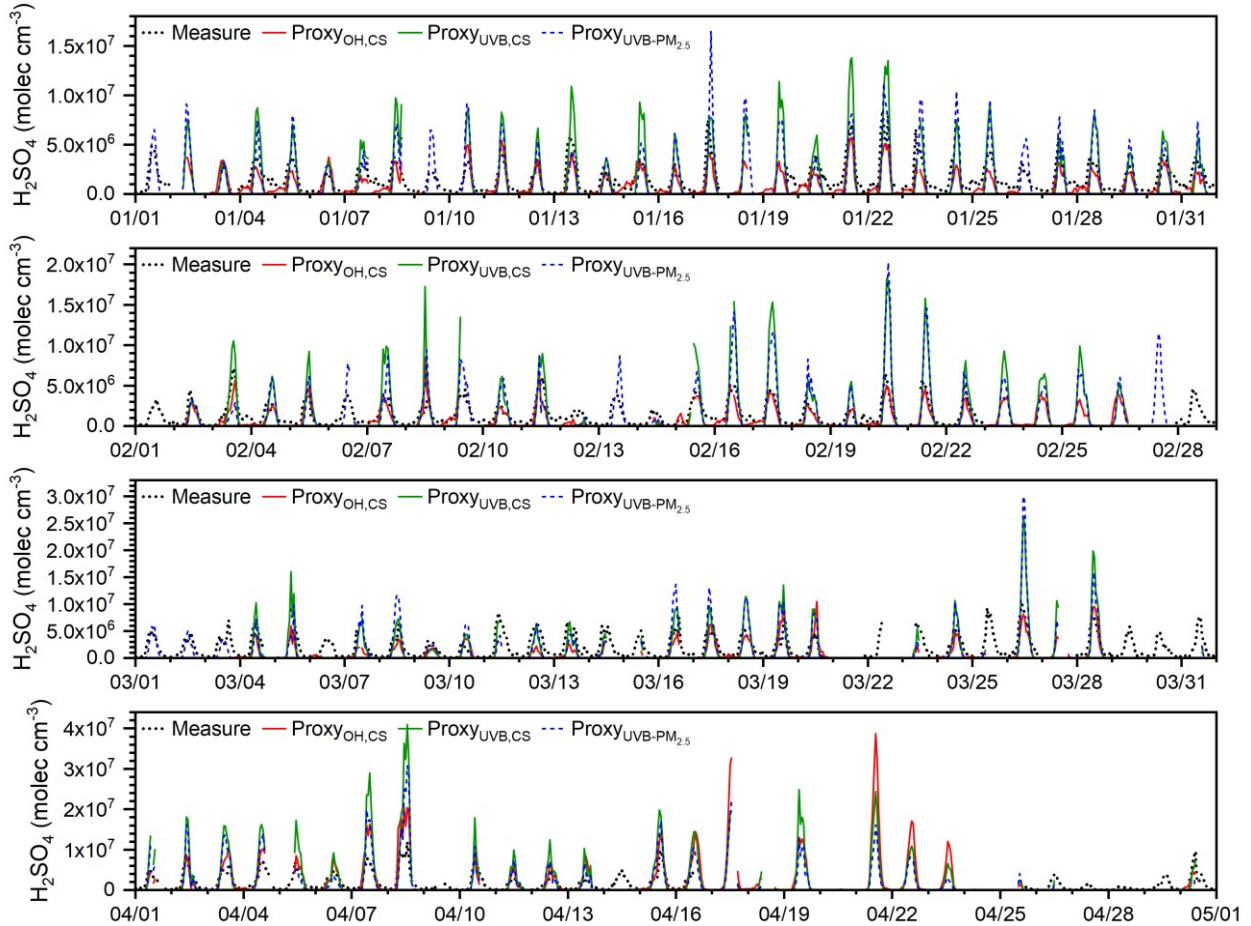 H₂SO₄ (molec cm⁻³)
Measure Proxy_OH,CS Proxy_UVB,CS Proxy_UVB-PM₂.₅
1.5x10⁷
1.0x10⁷
5.0x10⁶
0.0
01/01 01/04 01/07 01/10 01/13 01/16 01/19 01/22 01/25 01/28 01/31
H₂SO₄ (molec cm⁻³)
Measure Proxy_OH,CS Proxy_UVB,CS Proxy_UVB-PM₂.₅
2.0x10⁷
1.5x10⁷
1.0x10⁷
5.0x10⁶
0.0
02/01 02/04 02/07 02/10 02/13 02/16 02/19 02/22 02/25 02/28
H₂SO₄ (molec cm⁻³)
Measure Proxy_OH,CS Proxy_UVB,CS Proxy_UVB-PM₂.₅
3.0x10⁷
2.5x10⁷
2.0x10⁷
1.5x10⁷
1.0x10⁷
5.0x10⁶
0.0
03/01 03/04 03/07 03/10 03/13 03/16 03/19 03/22 03/25 03/28 03/31
H₂SO₄ (molec cm⁻³)
Measure Proxy_OH,CS Proxy_UVB,CS Proxy_UVB-PM₂.₅
4x10⁷
3x10⁷
2x10⁷
1x10⁷
0
04/01 04/04 04/07 04/10 04/13 04/16 04/19 04/22 04/25 04/28 05/01